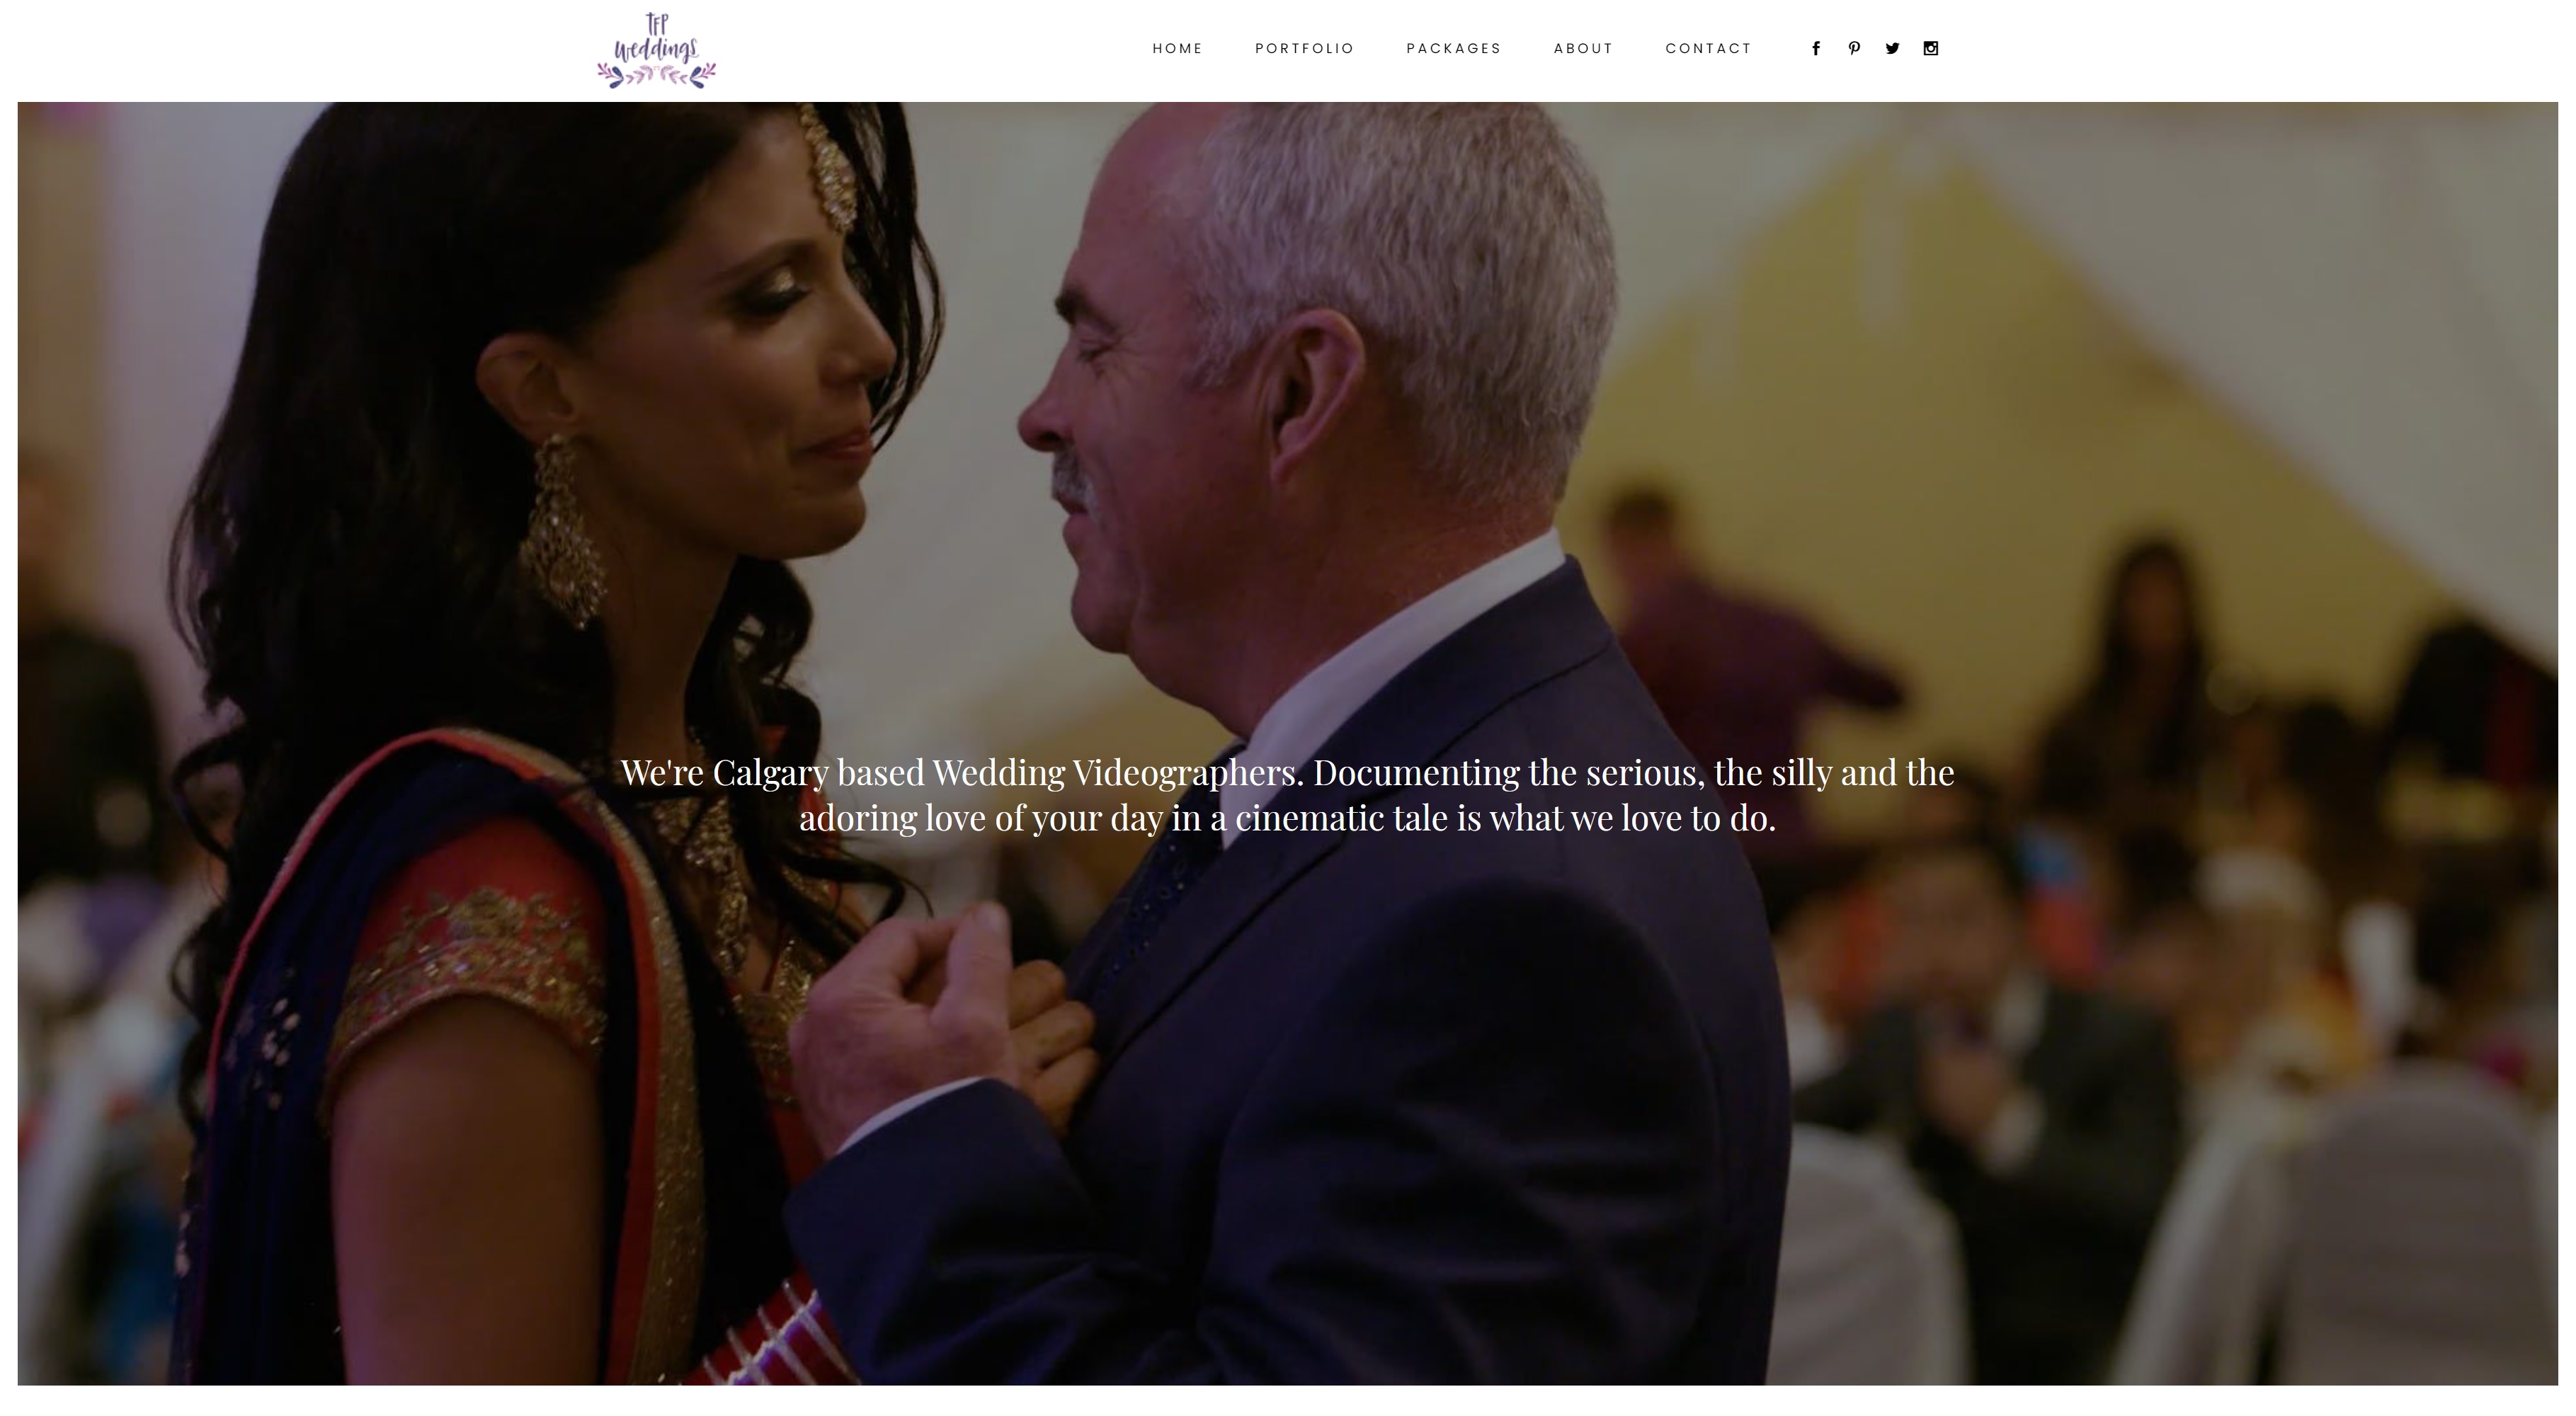 TFP
weddings
HOME PORTFOLIO PACKAGES ABOUT CONTACT
We're Calgary based Wedding Videographers. Documenting the serious, the silly and the
adoring love of your day in a cinematic tale is what we love to do.